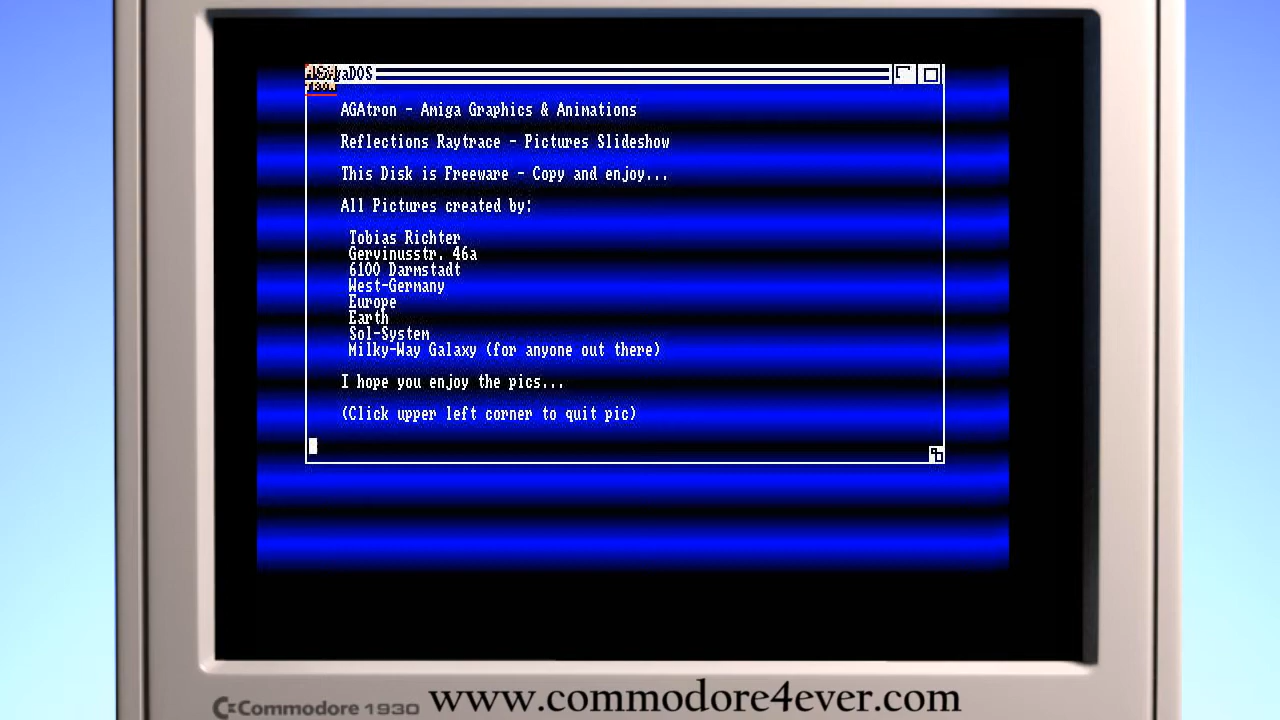 AmigaDOS
AGAtron - Amiga Graphics & Animations
Reflections Raytrace - Pictures Slideshow
This Disk is Freeware - Copy and enjoy...
All Pictures created by:
Tobias Richter
Gervinusstr. 46a
6100 Darmstadt
West-Germany
Europe
Earth
Sol-System
Milky-Way Galaxy (for anyone out there)
I hope you enjoy the pics...
(Click upper left corner to quit pic)
Commodore 1930
www.commodore4ever.com